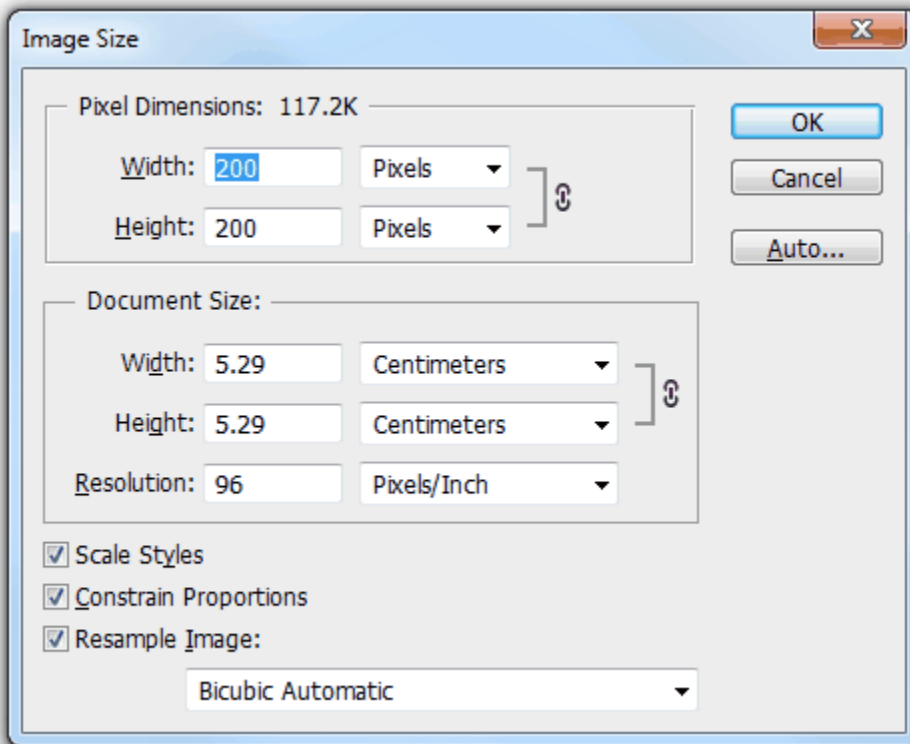 Image Size
Pixel Dimensions: 117.2K
OK
Width: 200 Pixels
Cancel
Height: 200 Pixels
Auto...
Document Size:
Width: 5.29 Centimeters
Height: 5.29 Centimeters
Resolution: 96 Pixels/Inch
Scale Styles
Constrain Proportions
Resample Image:
Bicubic Automatic